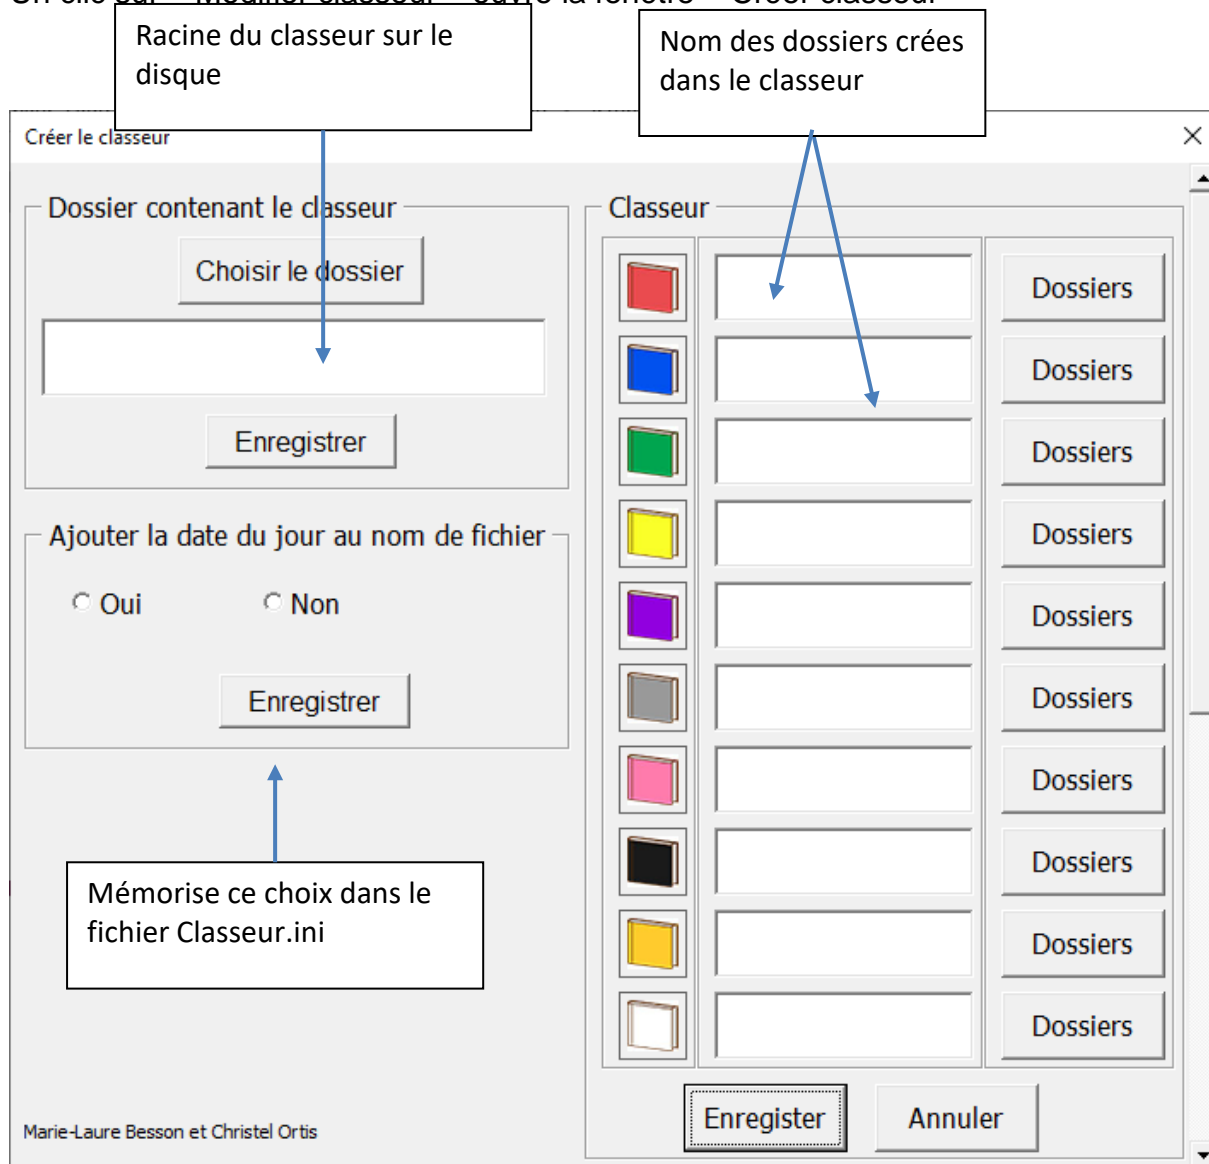 Racine du classeur sur le
disque
Nom des dossiers crées
dans le classeur
Créer le classeur
Dossier contenant le classeur
Choisir le dossier
Enregistrer
Ajouter la date du jour au nom de fichier
Oui
Non
Enregistrer
Mémorise ce choix dans le
fichier Classeur.ini
Marie-Laure Besson et Christel Ortis
Classeur
Dossiers
Dossiers
Dossiers
Dossiers
Dossiers
Dossiers
Dossiers
Dossiers
Dossiers
Dossiers
Enregister
Annuler